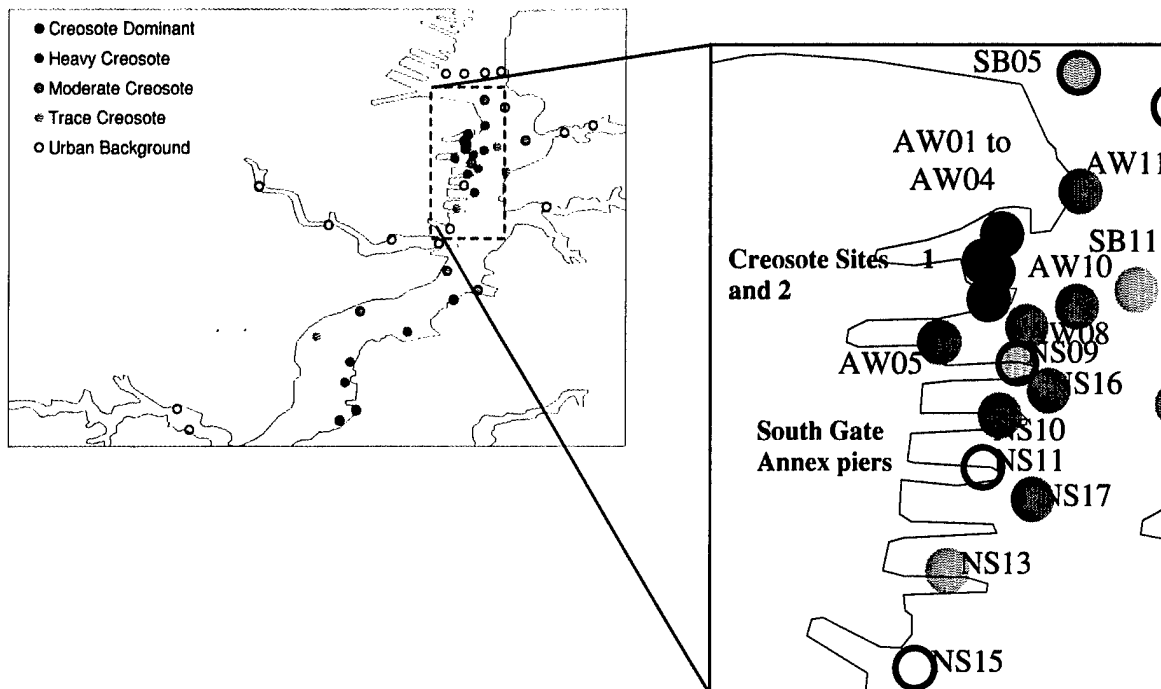 Creosote Dominant
Heavy Creosote
Moderate Creosote
Trace Creosote
Urban Background
SB05
AW01 to
AW04
AW11
Creosote Sites 1
and 2
SB11
AW10
AW08
AW05
NS09
NS16
NS10
South Gate
Annex piers
NS11
NS17
NS13
NS15